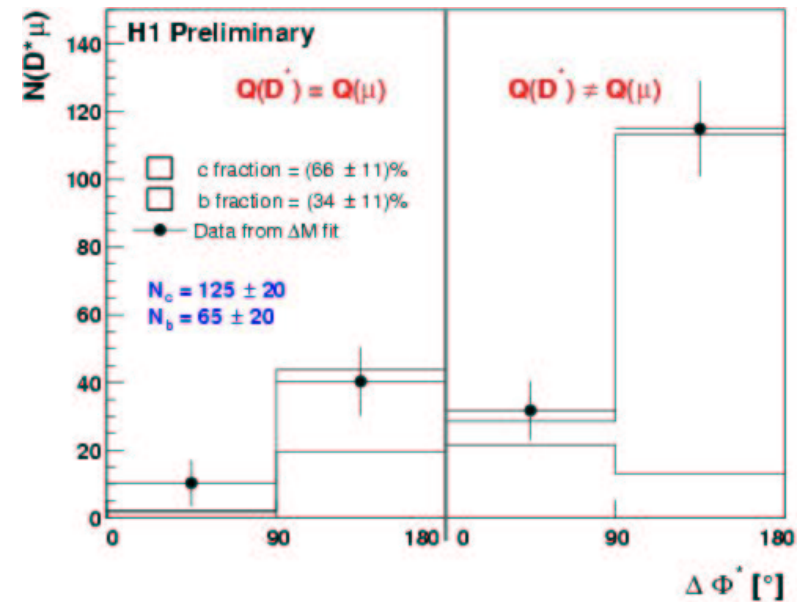 H1 Preliminary
N(D*μ)
Q(D*) = Q(μ)
Q(D*) ≠ Q(μ)
c fraction = (66 ± 11)%
b fraction = (34 ± 11)%
Data from ΔM fit
N_c = 125 ± 20
N_b = 65 ± 20
140
120
100
80
60
40
20
0
0 90 180 0 90 180
Δ Φ* [°]